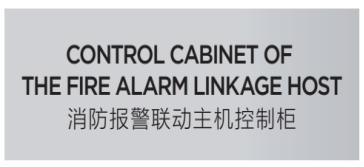 CONTROL CABINET OF
THE FIRE ALARM LINKAGE HOST
消防报警联动主机控制柜